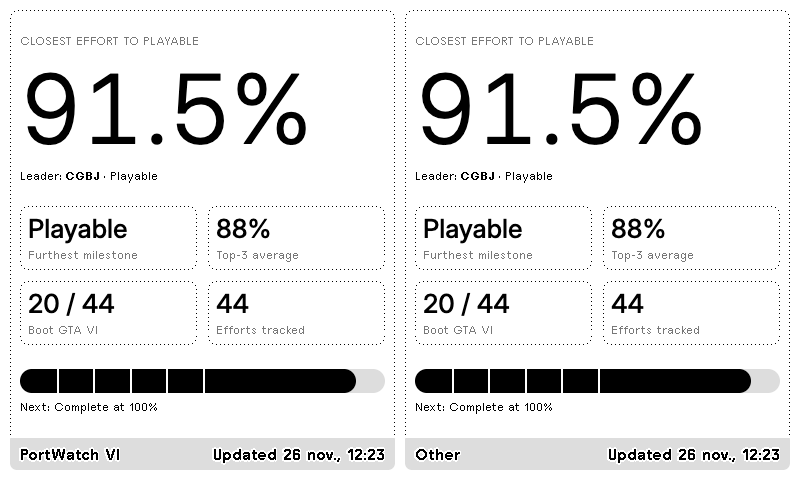 CLOSEST EFFORT TO PLAYABLE
91.5%
Leader: CGBJ · Playable
Playable
Furthest milestone
88%
Top-3 average
20 / 44
Boot GTA VI
44
Efforts tracked
Next: Complete at 100%
PortWatch VI
Updated 26 nov., 12:23
CLOSEST EFFORT TO PLAYABLE
91.5%
Leader: CGBJ · Playable
Playable
Furthest milestone
88%
Top-3 average
20 / 44
Boot GTA VI
44
Efforts tracked
Next: Complete at 100%
Other
Updated 26 nov., 12:23